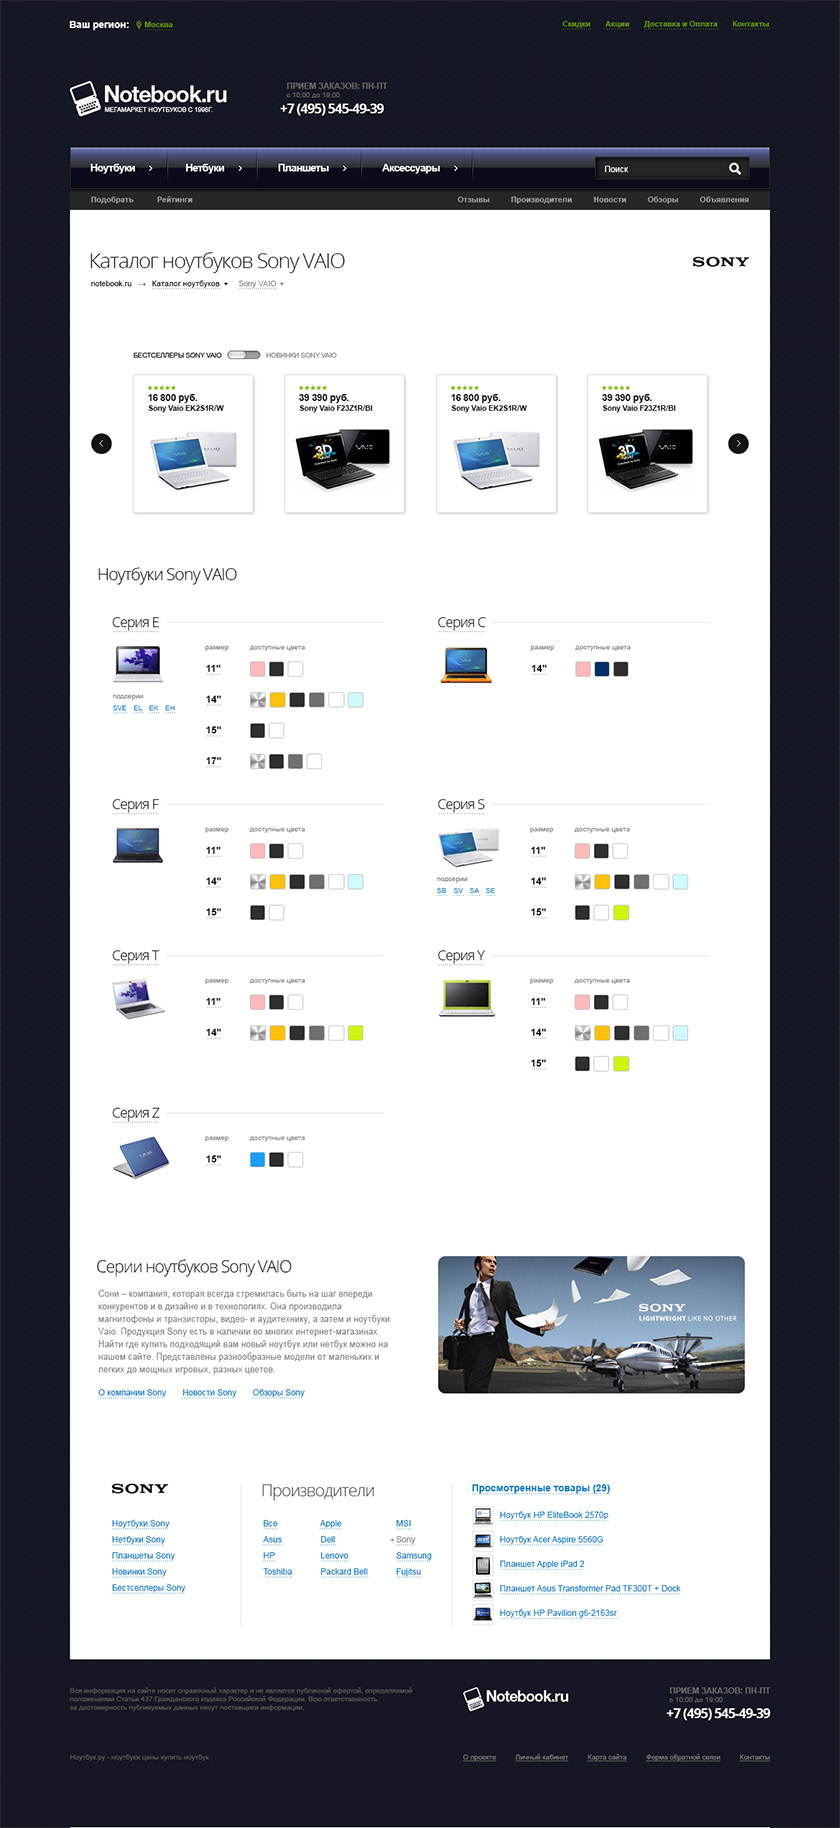 Ваш регион: Москва
Скидки Акции Доставка и Оплата Контакты
Notebook.ru
МЕГАМАРКЕТ НОУТБУКОВ С 1998Г.
ПРИЕМ ЗАКАЗОВ: ПН-ПТ
с 10:00 до 19:00
+7 (495) 545-49-39
Ноутбуки Нетбуки Планшеты Аксессуары Поиск
Подобрать Рейтинги Отзывы Производители Новости Обзоры Объявления
Каталог ноутбуков Sony VAIO
SONY
notebook.ru → Каталог ноутбуков Sony VAIO
БЕСТСЕЛЛЕРЫ SONY VAIO НОВИНКИ SONY VAIO
16 800 руб.
Sony Vaio EK2S1R/W
39 390 руб.
Sony Vaio F23Z1R/BI
VAIO
3D
16 800 руб.
Sony Vaio EK2S1R/W
39 390 руб.
Sony Vaio F23Z1R/BI
VAIO
3D
Ноутбуки Sony VAIO
Серия E
размер доступные цвета
11"
14"
15"
17"
подсерии
SVE EL EK EH
Серия C
размер доступные цвета
14"
Серия F
размер доступные цвета
11"
14"
15"
Серия S
размер доступные цвета
11"
14"
15"
подсерии
SB SV SA SE
Серия T
размер доступные цвета
11"
14"
Серия Y
размер доступные цвета
11"
14"
15"
Серия Z
размер доступные цвета
15"
Серии ноутбуков Sony VAIO
Сони – компания, которая всегда стремилась быть на шаг впереди
конкурентов и в дизайне и в технологиях. Она производила
магнитофоны и транзисторы, видео- и аудитехнику, а затем и ноутбуки
Vaio. Продукция Sony есть в наличии во многих интернет-магазинах.
Найти где купить подходящий вам новый ноутбук или нетбук можно на
нашем сайте. Представлены разнообразные модели от маленьких и
легких до мощных игровых, разных цветов.
О компании Sony Новости Sony Обзоры Sony
SONY
LIGHTWEIGHT LIKE NO OTHER
SONY
Ноутбуки Sony
Нетбуки Sony
Планшеты Sony
Новинки Sony
Бестселлеры Sony
Производители
Все Apple MSI
Asus Dell → Sony
HP Lenovo Samsung
Toshiba Packard Bell Fujitsu
Просмотренные товары (29)
Ноутбук HP EliteBook 2570p
Ноутбук Acer Aspire 5560G
Планшет Apple iPad 2
Планшет Asus Transformer Pad TF300T + Dock
Ноутбук HP Pavilion g6-2163sr
Вся информация на сайте носит справочный характер и не является публичной офертой, определяемой
положениями Статьи 437 Гражданского кодекса Российской Федерации. Всю ответственность
за достоверность публикуемых данных несут поставщики информации.
Notebook.ru
ПРИЕМ ЗАКАЗОВ: ПН-ПТ
с 10:00 до 19:00
+7 (495) 545-49-39
Ноутбук.ру - ноутбуки цены купить ноутбук
О проекте Личный кабинет Карта сайта Форма обратной связи Контакты